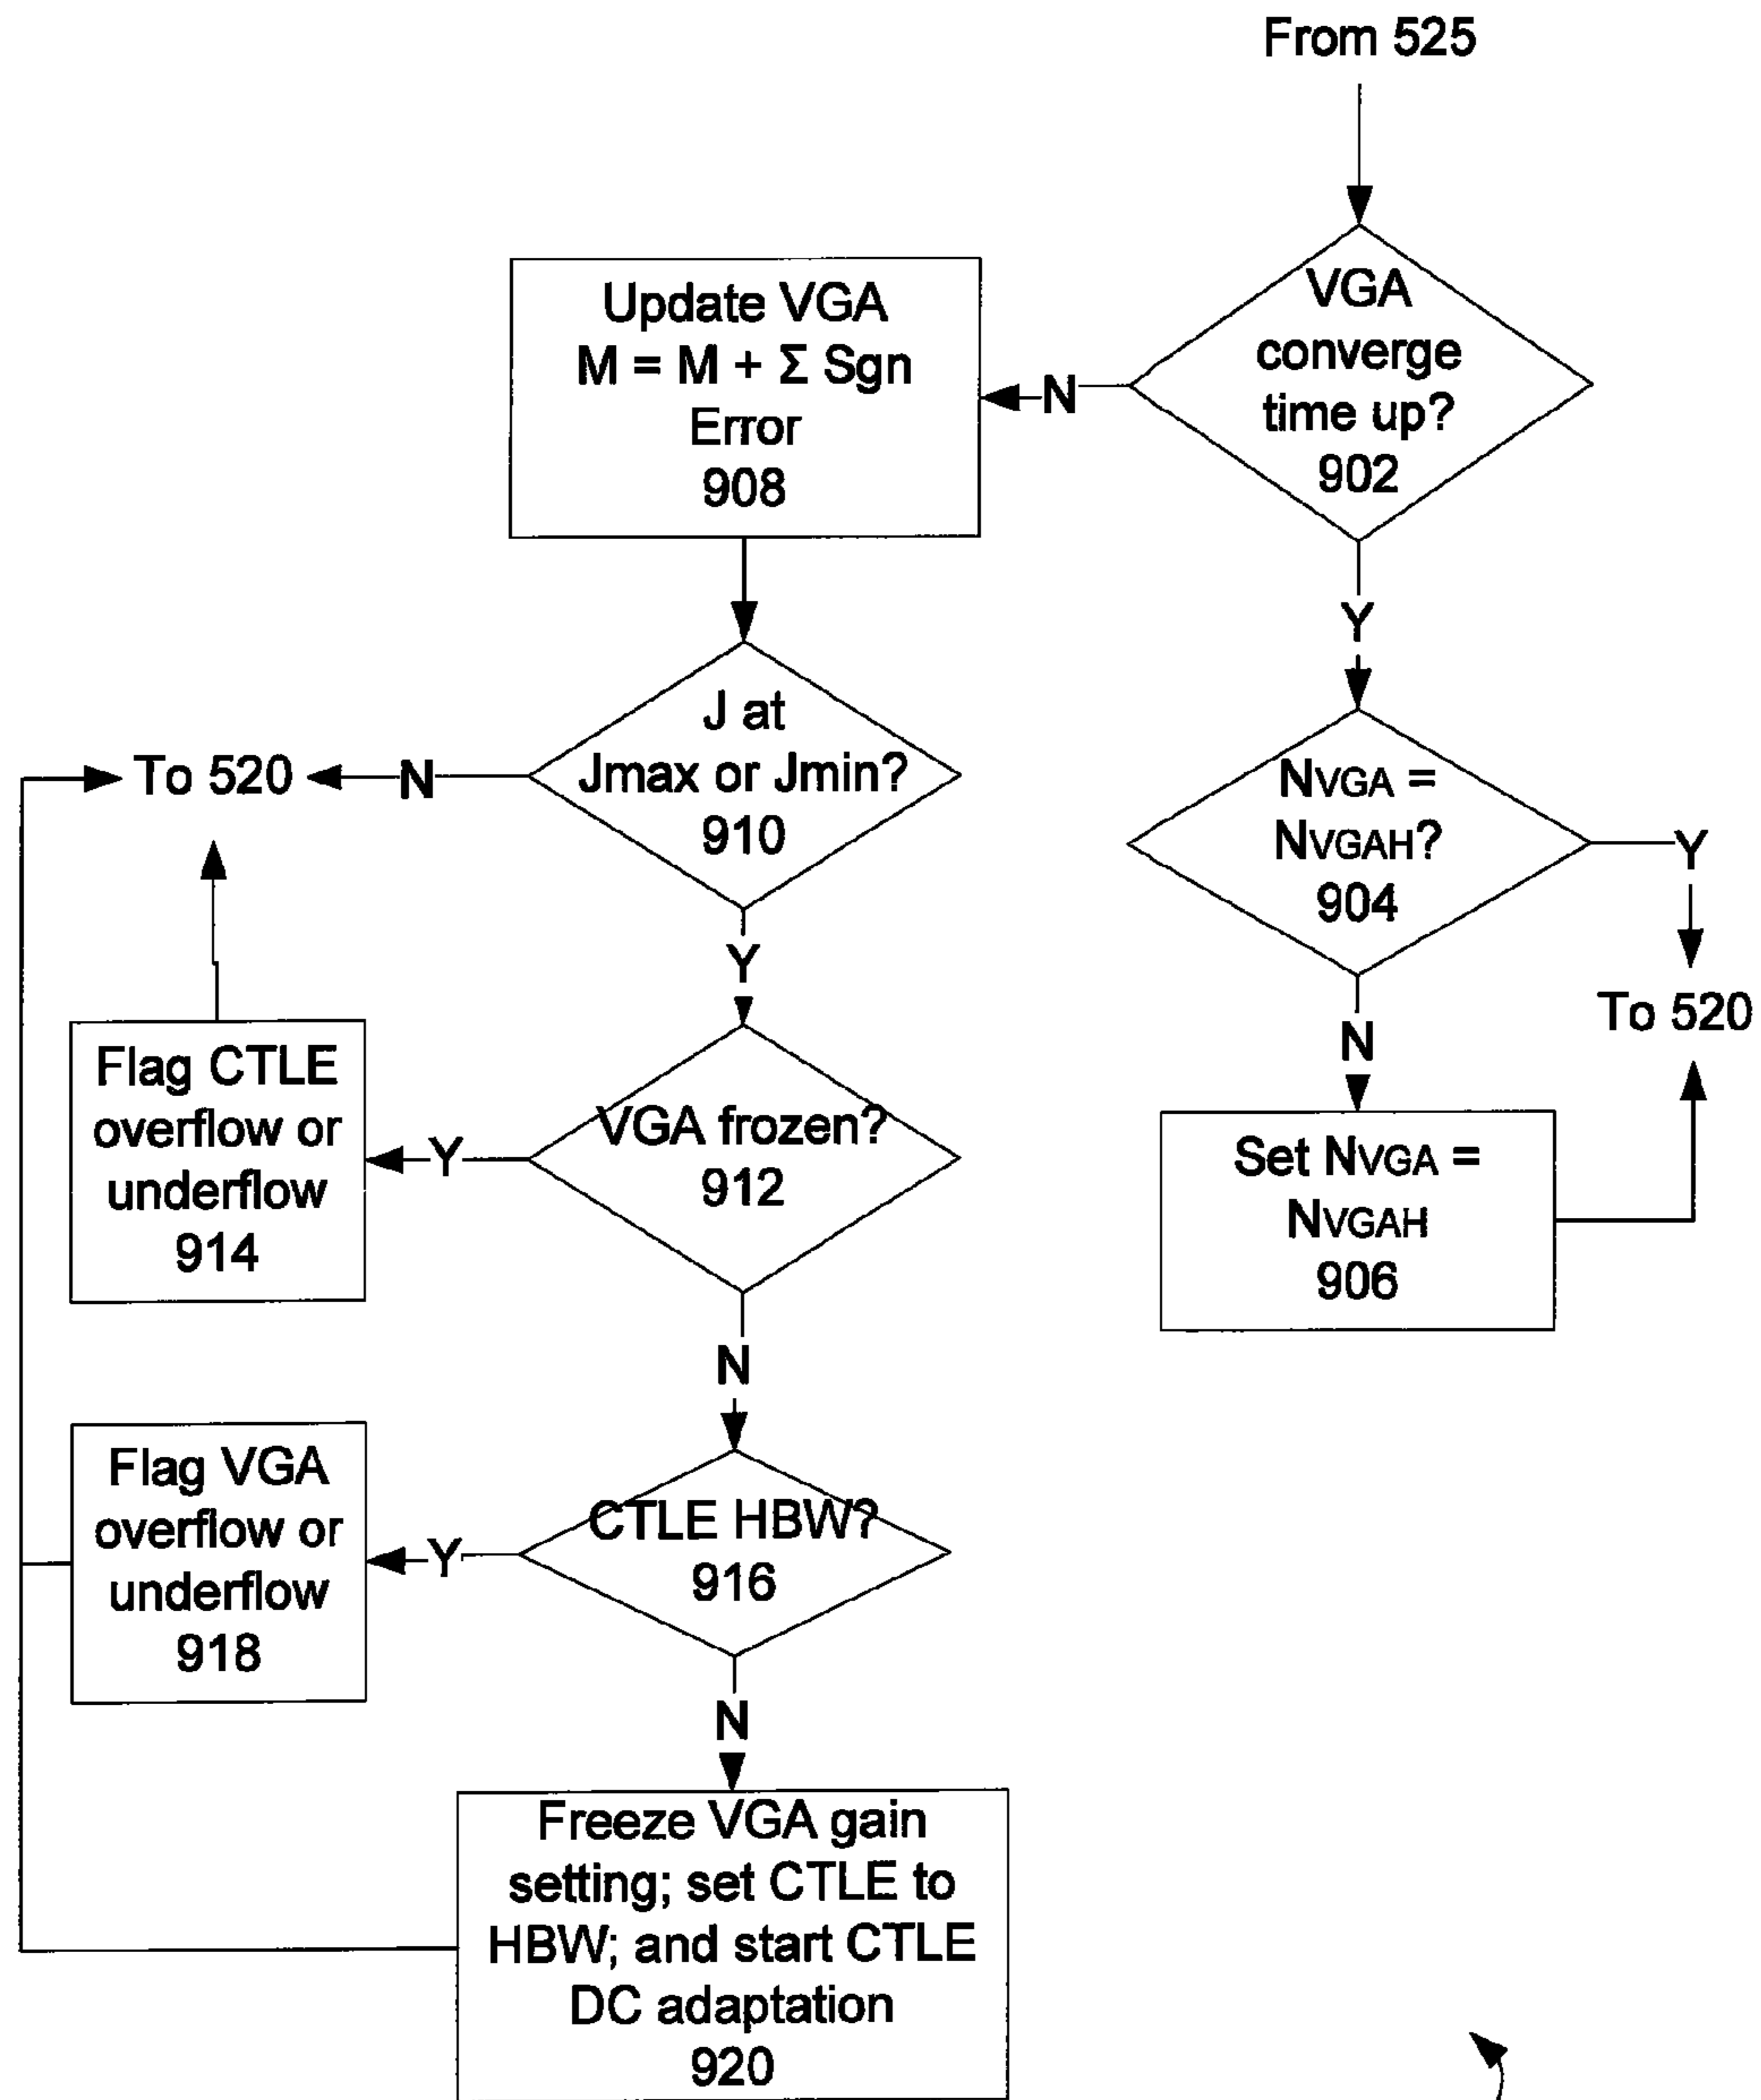 From 525
VGA
converge
time up?
902
N
Update VGA
M = M + Σ Sgn
Error
908
Y
J at
Jmax or Jmin?
910
N
To 520
NVGA =
NVGAH?
904
Y
To 520
Y
N
VGA frozen?
912
Y
Flag CTLE
overflow or
underflow
914
Set NVGA =
NVGAH
906
N
CTLE HBW?
916
Y
Flag VGA
overflow or
underflow
918
N
Freeze VGA gain
setting; set CTLE to
HBW; and start CTLE
DC adaptation
920